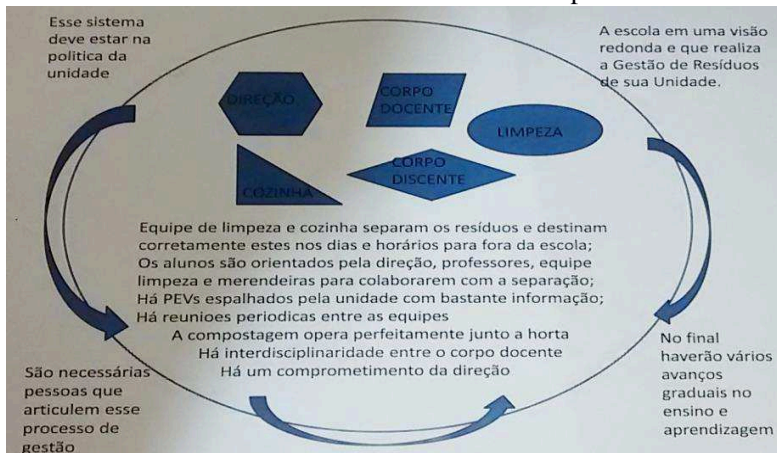 Esse sistema
deve estar na
politica da
unidade
A escola em uma visão
redonda e que realiza
a Gestão de Resíduos
de sua Unidade.
DIREÇÃO
CORPO
DOCENTE
LIMPEZA
COZINHA
CORPO
DISCENTE
Equipe de limpeza e cozinha separam os resíduos e destinam
corretamente estes nos dias e horários para fora da escola;
Os alunos são orientados pela direção, professores, equipe
limpeza e merendeiras para colaborarem com a separação;
Há PEVs espalhados pela unidade com bastante informação;
Há reunioes periodicas entre as equipes
A compostagem opera perfeitamente junto a horta
Há interdisciplinaridade entre o corpo docente
Há um comprometimento da direção
São necessárias
pessoas que
articulem esse
processo de
gestão
No final
haverão vários
avanços
graduais no
ensino e
aprendizagem